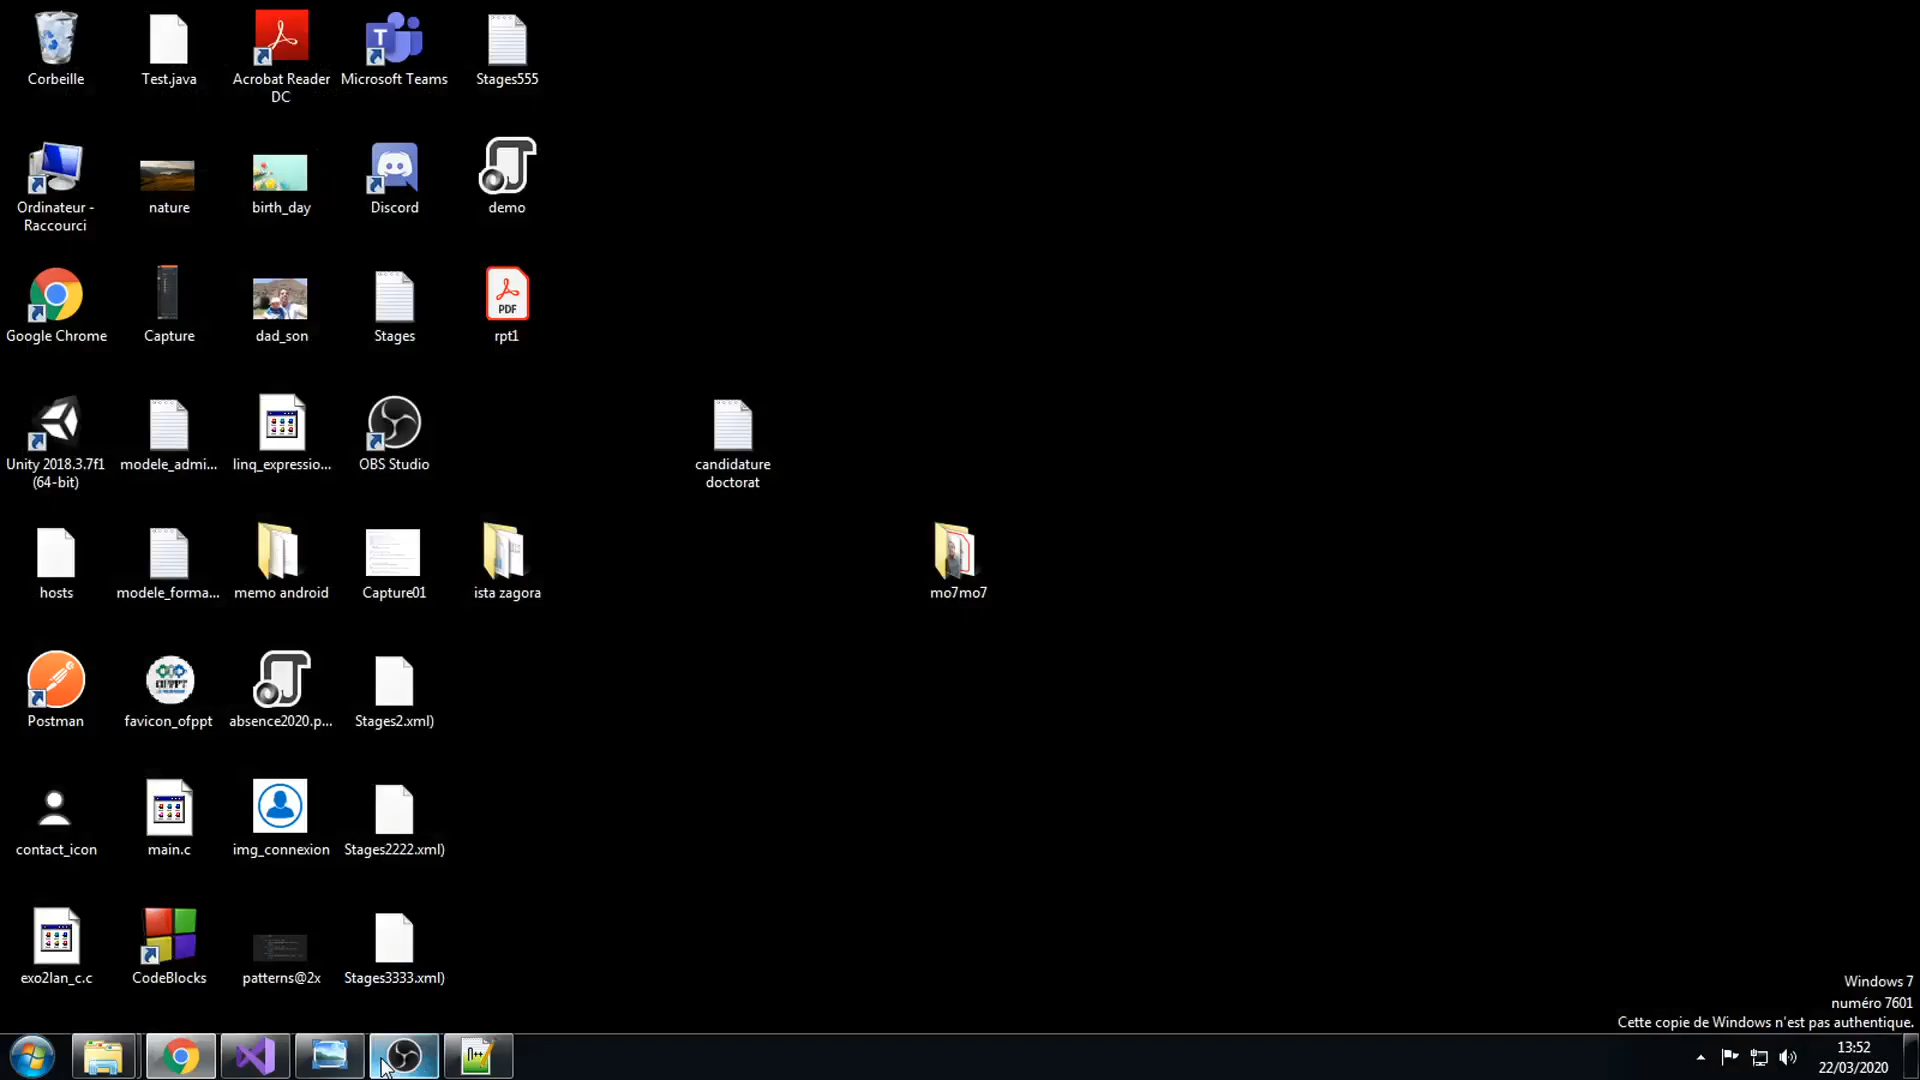 Corbeille
Test.java
Acrobat Reader
DC
Microsoft Teams
Stages555
Ordinateur -
Raccourci
nature
birth_day
Discord
demo
Google Chrome
Capture
dad_son
Stages
PDF
rpt1
Unity 2018.3.7f1
(64-bit)
modele_admi...
linq_expressio...
OBS Studio
candidature
doctorat
hosts
modele_forma...
memo android
Capture01
ista zagora
mo7mo7
Postman
favicon_ofppt
absence2020.p...
Stages2.xml)
contact_icon
main.c
img_connexion
Stages2222.xml)
exo2lan_c.c
CodeBlocks
patterns@2x
Stages3333.xml)
Windows 7
numéro 7601
Cette copie de Windows n'est pas authentique.
13:52
22/03/2020